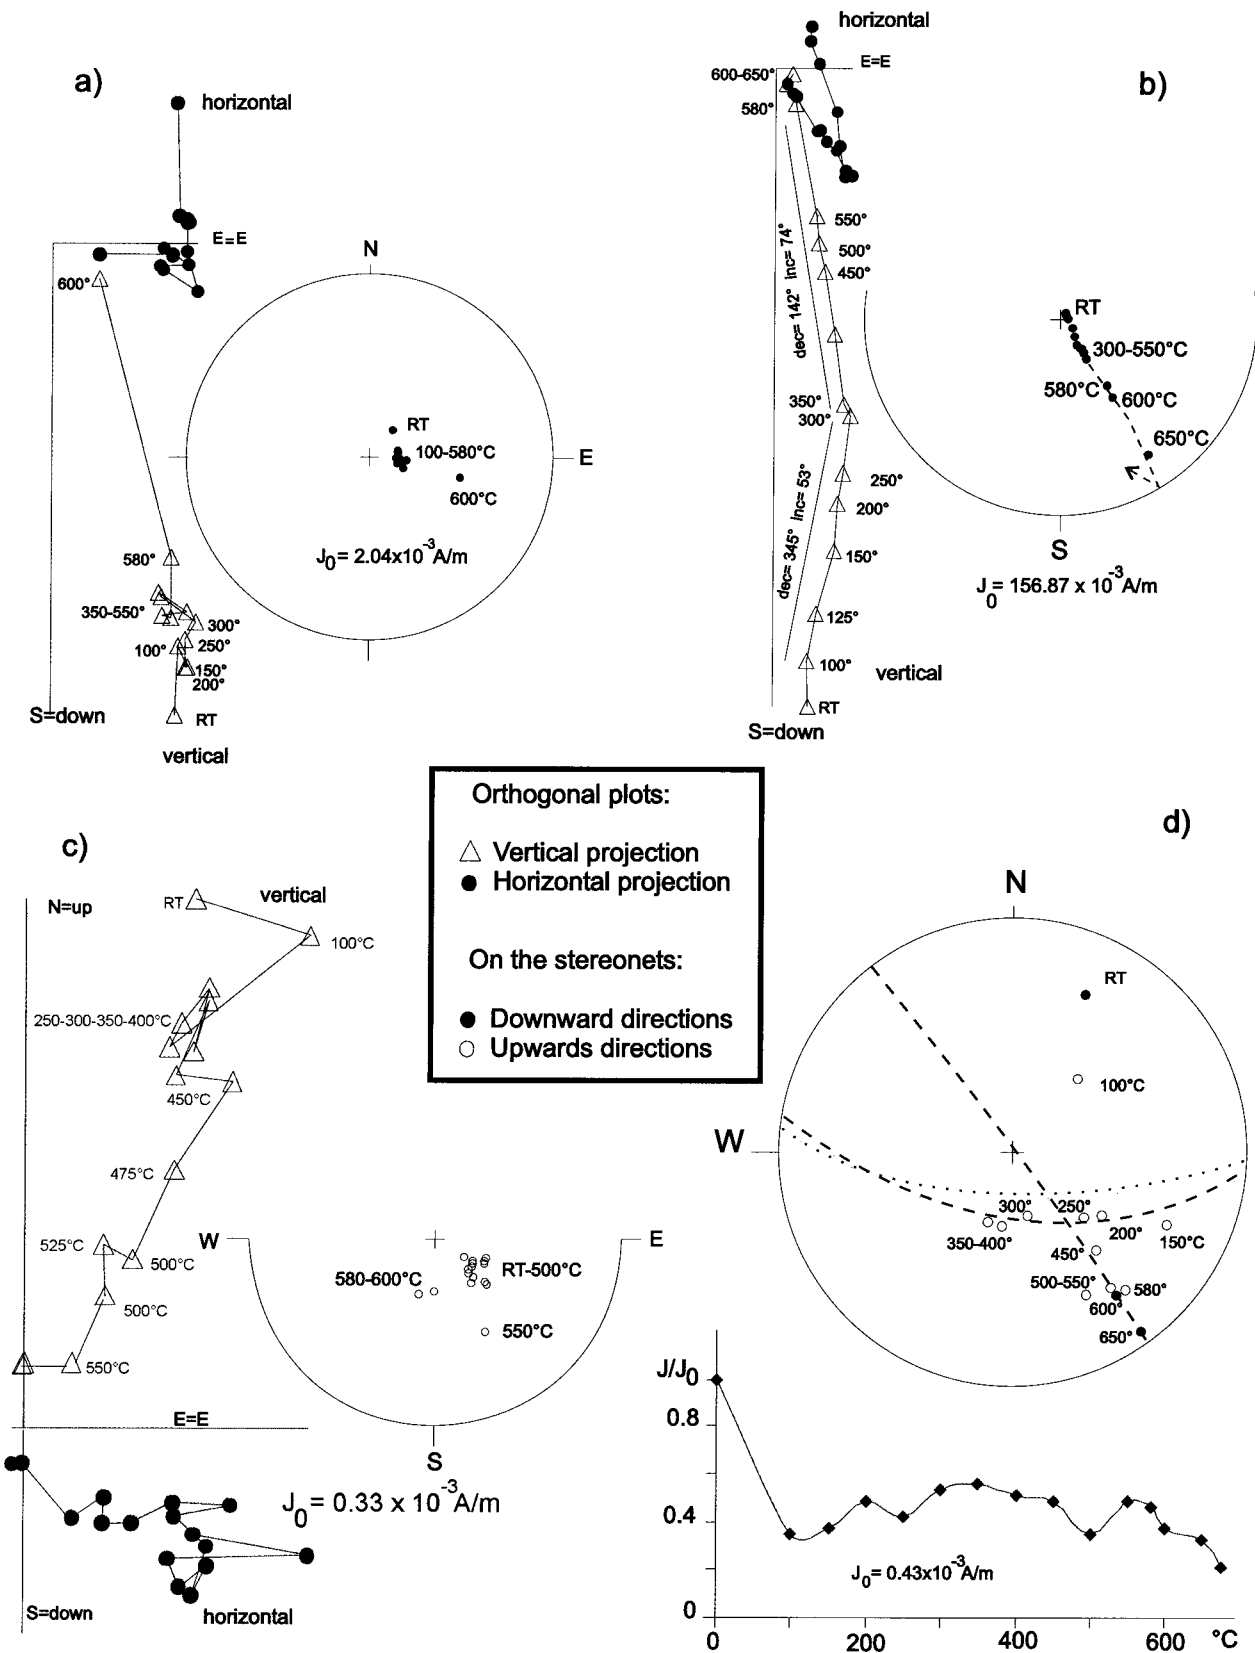 a)
horizontal
E=E
600°
N
RT
100-580°C
E
600°C
J0 = 2.04x10-3A/m
580°
350-550°
300°
100°
250°
150°
200°
S=down
RT
vertical
b)
horizontal
600-650°
E=E
580°
550°
500°
450°
dec= 142° Inc= 74°
350°
300°
250°
200°
150°
dec= 345° Inc= 53°
125°
100°
vertical
RT
S=down
RT
300-550°C
580°C
600°C
650°C
S
J0 = 156.87 x 10-3A/m
Orthogonal plots:
Vertical projection
Horizontal projection
On the stereonets:
Downward directions
Upwards directions
c)
N=up
RT
vertical
100°C
250-300-350-400°C
450°C
475°C
525°C
500°C
500°C
550°C
E=E
W
E
580-600°C
RT-500°C
550°C
S
J0 = 0.33 x 10-3A/m
S=down
horizontal
d)
N
RT
100°C
W
300°
250°
350-400°
200°
150°C
450°
500-550°
580°
600°
650°
J/J0
0.8
0.4
0
J0= 0.43x10-3A/m
0
200
400
600
°C